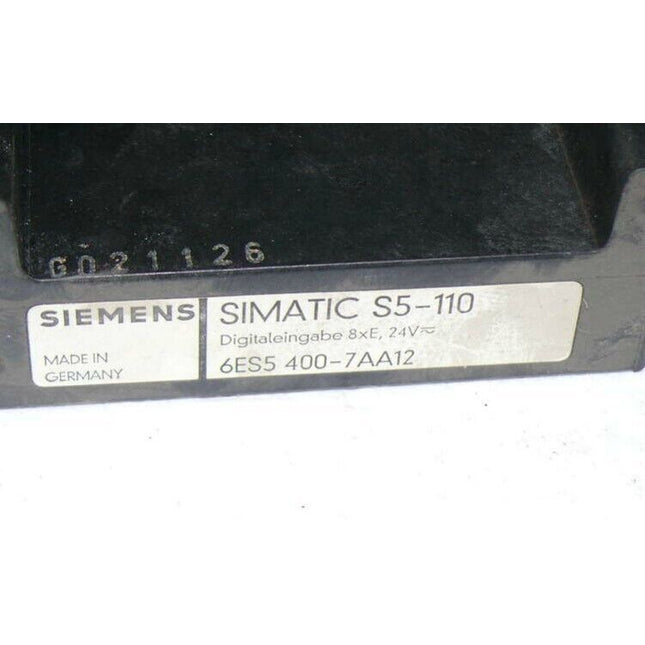 G021126
SIEMENS
MADE IN
GERMANY
SIMATIC S5-110
Digitaleingabe 8xE, 24V⎓
6ES5 400-7AA12